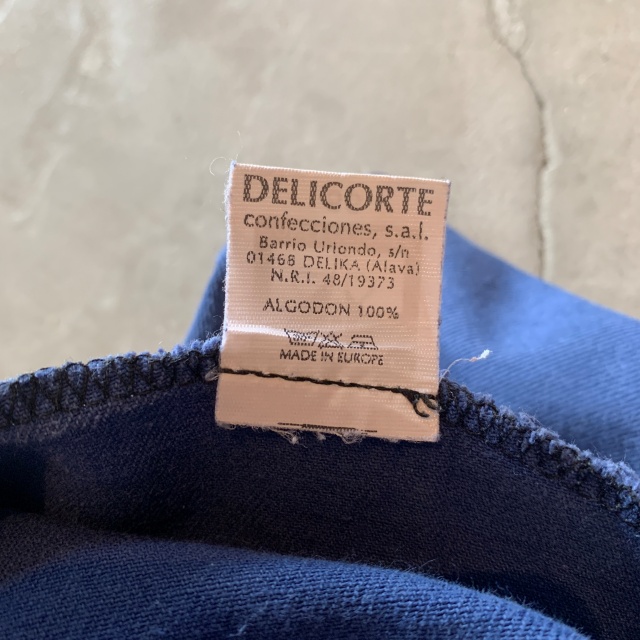 DELICORTE
confecciones, s.a.l.
Barrio Uriondo, s/n
01468 DELIKA (Alava)
N.R.I. 48/19373
ALGODON 100%
MADE IN EUROPE